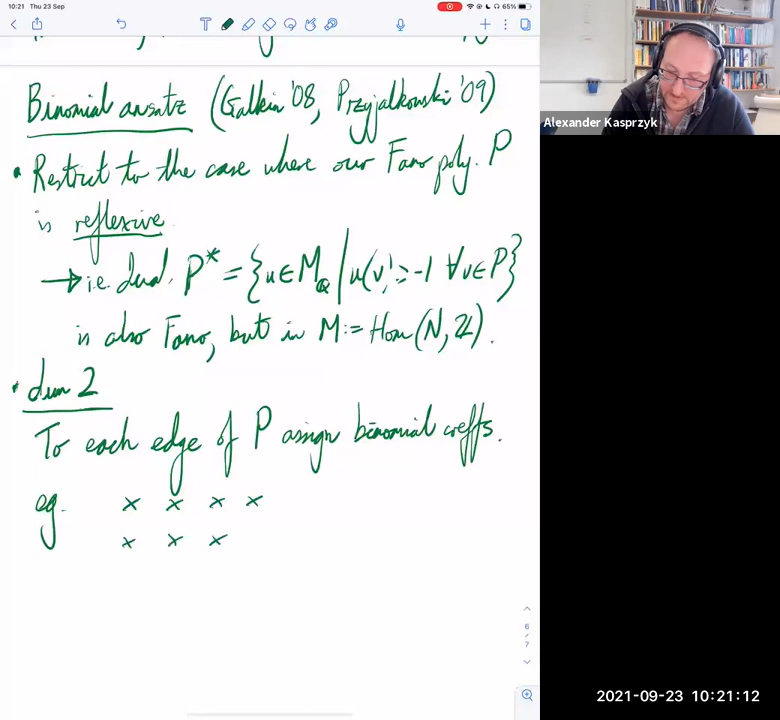 10:21 Thu 23 Sep
65%
Binomial ansatz (Galkin '08, Przyjalkowski '09)
• Restrict to the case where our Fano poly. P
is reflexive
→ i.e. dual. P* = {u ∈ M_Q | u(v) ≥ -1 ∀v ∈ P}
is also Fano, but in M := Hom(N, ℤ).
• dim 2
To each edge of P assign binomial coeffs.
eg. × × × ×
× × ×
6
/
7
Alexander Kasprzyk
2021-09-23 10:21:12